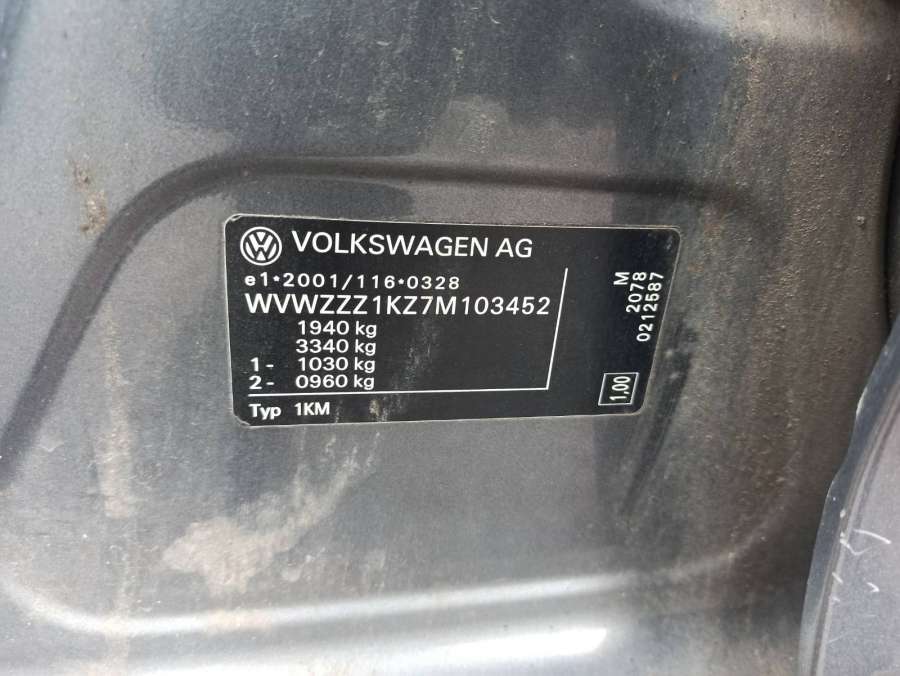 VOLKSWAGEN AG
e1*2001/116*0328
WVWZZZ1KZ7M103452
1940 kg
3340 kg
1- 1030 kg
2- 0960 kg
Typ 1KM
M
2078
0212587
1,00